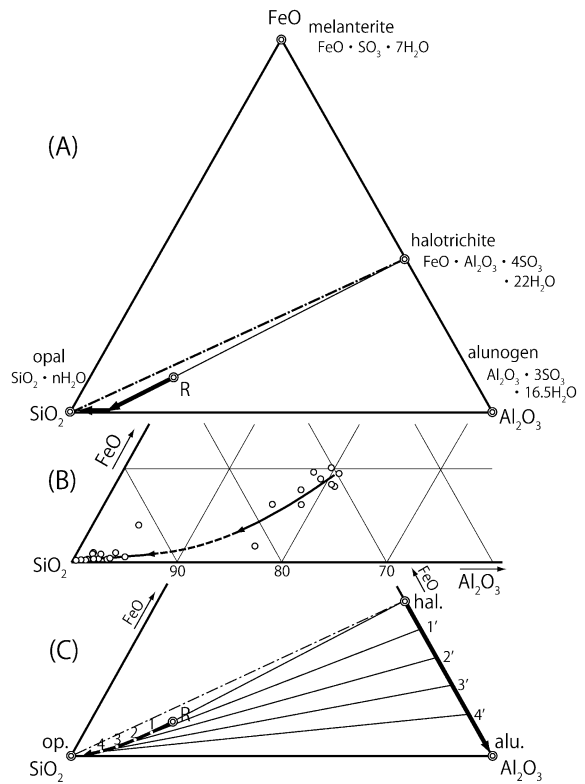 FeO
melanterite
FeO・SO₃・7H₂O
(A)
halotrichite
FeO・Al₂O₃・4SO₃
・22H₂O
opal
SiO₂・nH₂O
R
alunogen
Al₂O₃・3SO₃
・16.5H₂O
SiO₂
Al₂O₃
FeO
(B)
SiO₂
90
80
70
Al₂O₃
FeO
FeO
hal.
(C)
1′
2′
3′
4′
R
1
2
3
4
op.
alu.
SiO₂
Al₂O₃